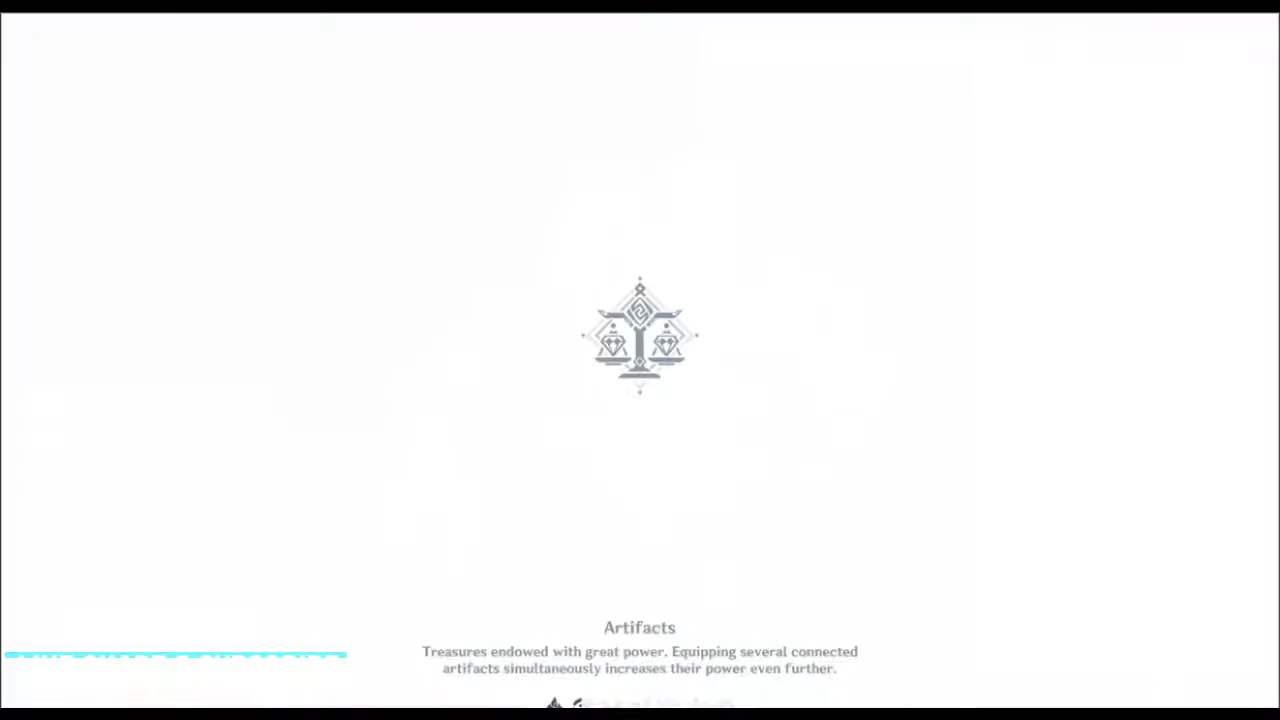 Artifacts
Treasures endowed with great power. Equipping several connected
artifacts simultaneously increases their power even further.